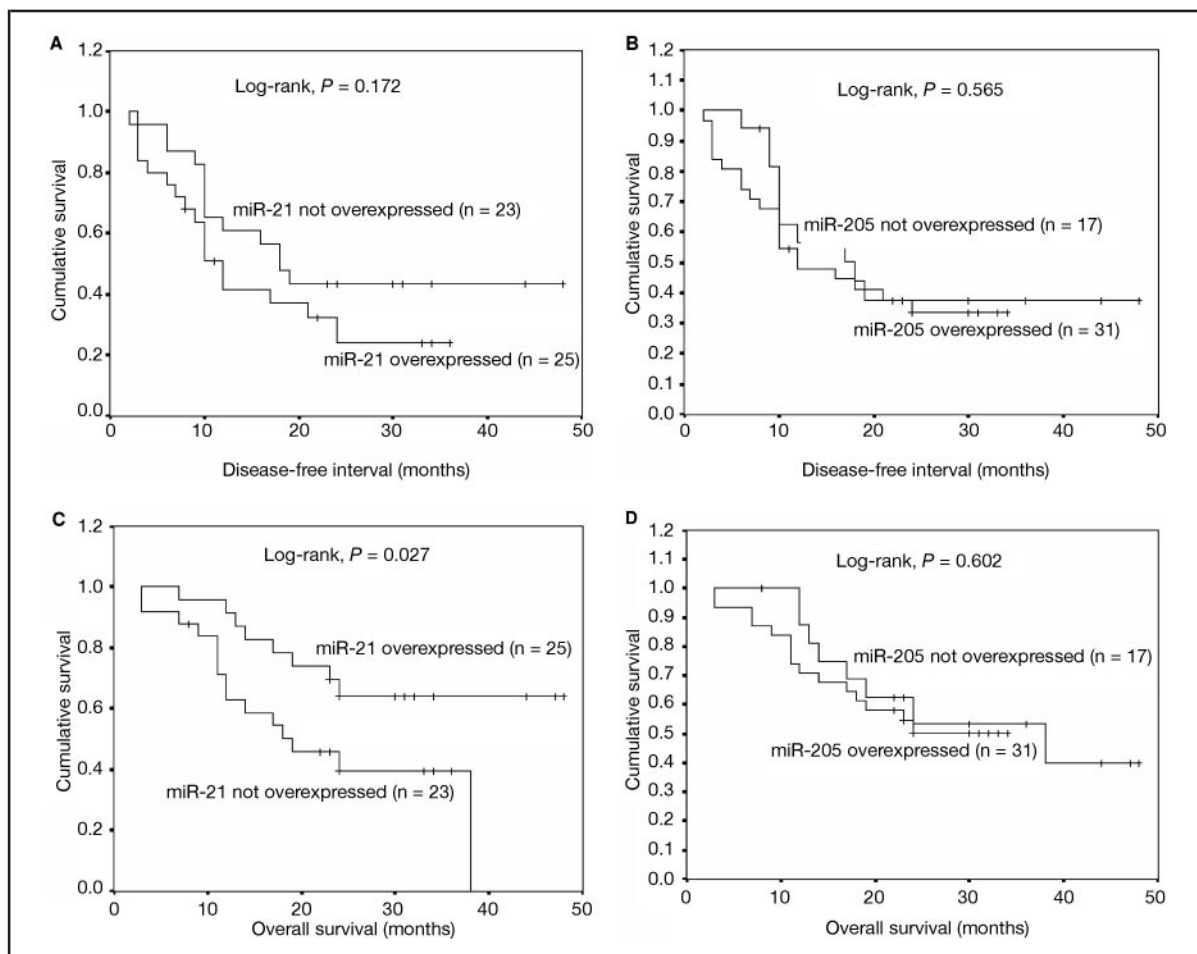 A
1.2
1.0
0.8
0.6
0.4
0.2
0.0
Cumulative survival
Log-rank, P = 0.172
miR-21 not overexpressed (n = 23)
miR-21 overexpressed (n = 25)
0 10 20 30 40 50
Disease-free interval (months)
B
1.2
1.0
1.0
0.9
0.8
0.7
0.6
0.5
0.4
0.3
0.2
0.1
0.0
Cumulative survival
Log-rank, P = 0.565
miR-205 not overexpressed (n = 17)
miR-205 overexpressed (n = 31)
0 10 20 30 40 50
Disease-free interval (months)
C
1.2
1.0
0.8
0.6
0.4
0.2
0.0
Cumulative survival
Log-rank, P = 0.027
miR-21 overexpressed (n = 25)
miR-21 not overexpressed (n = 23)
0 10 20 30 40 50
Overall survival (months)
D
1.2
1.0
1.0
0.9
0.8
0.7
0.6
0.5
0.4
0.3
0.2
0.1
0.0
Cumulative survival
Log-rank, P = 0.602
miR-205 not overexpressed (n = 17)
miR-205 overexpressed (n = 31)
0 10 20 30 40 50
Overall survival (months)